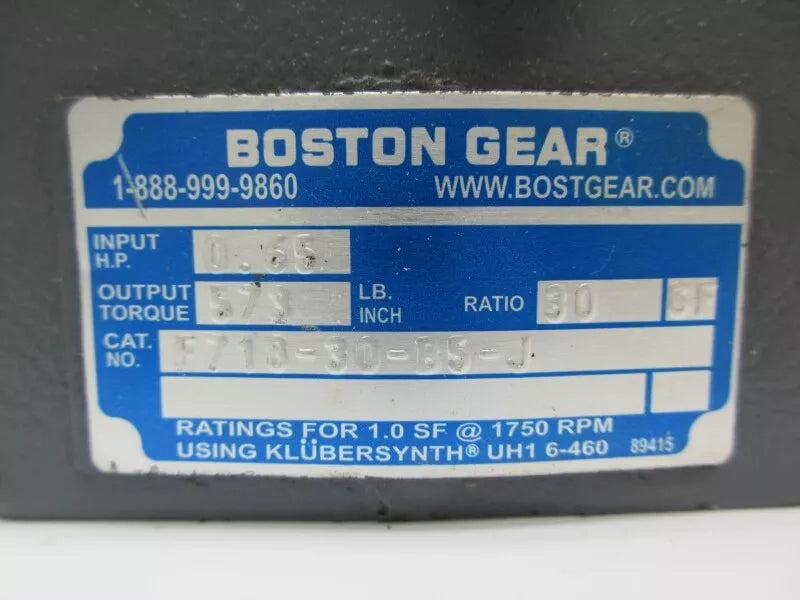 BOSTON GEAR®
1-888-999-9860 WWW.BOSTGEAR.COM
INPUT H.P. 0.65
OUTPUT TORQUE 573 LB. INCH RATIO 30
CAT. NO. F718-30-B5-J
RATINGS FOR 1.0 SF @ 1750 RPM
USING KLÜBERSYNTH® UH1 6-460 89415